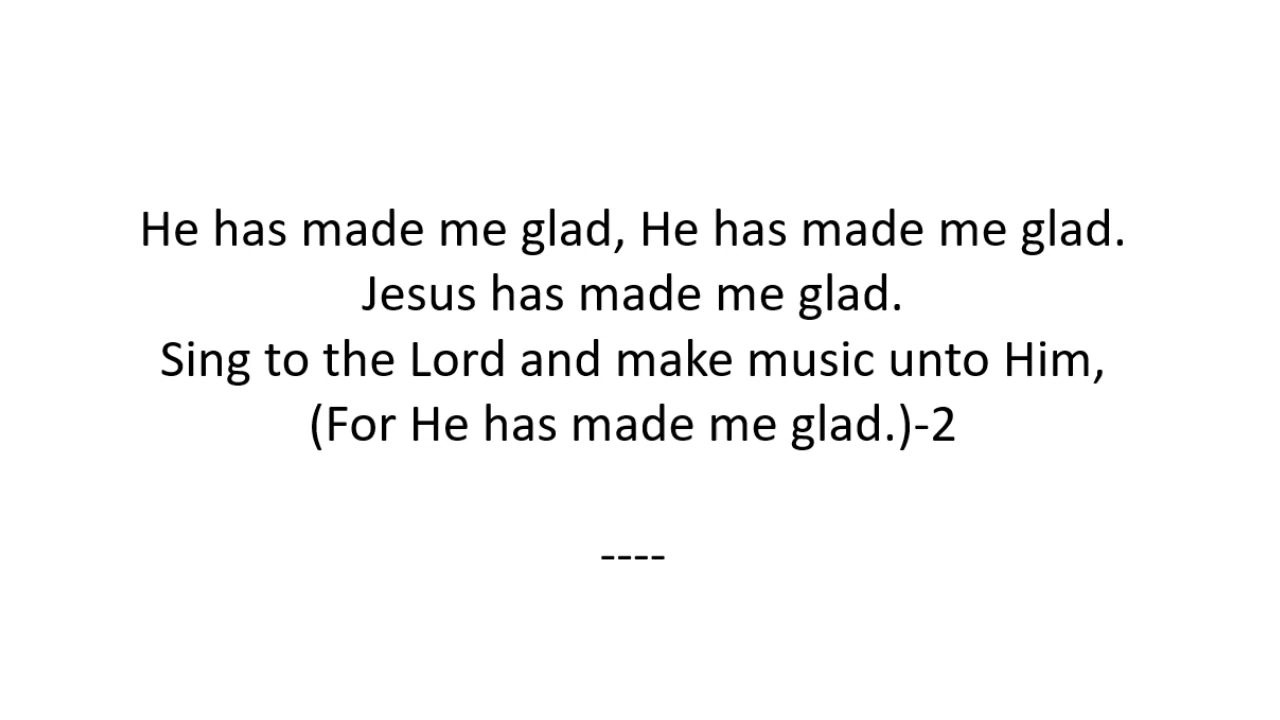 He has made me glad, He has made me glad.
Jesus has made me glad.
Sing to the Lord and make music unto Him,
(For He has made me glad.)-2
----